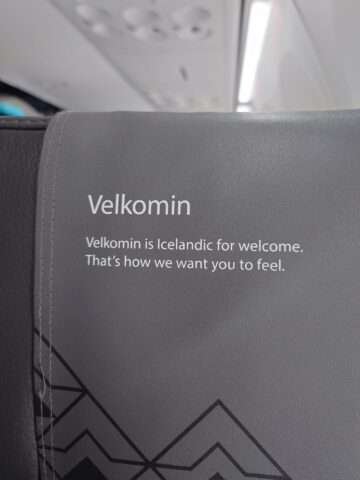 Velkomin
Velkomin is Icelandic for welcome.
That's how we want you to feel.